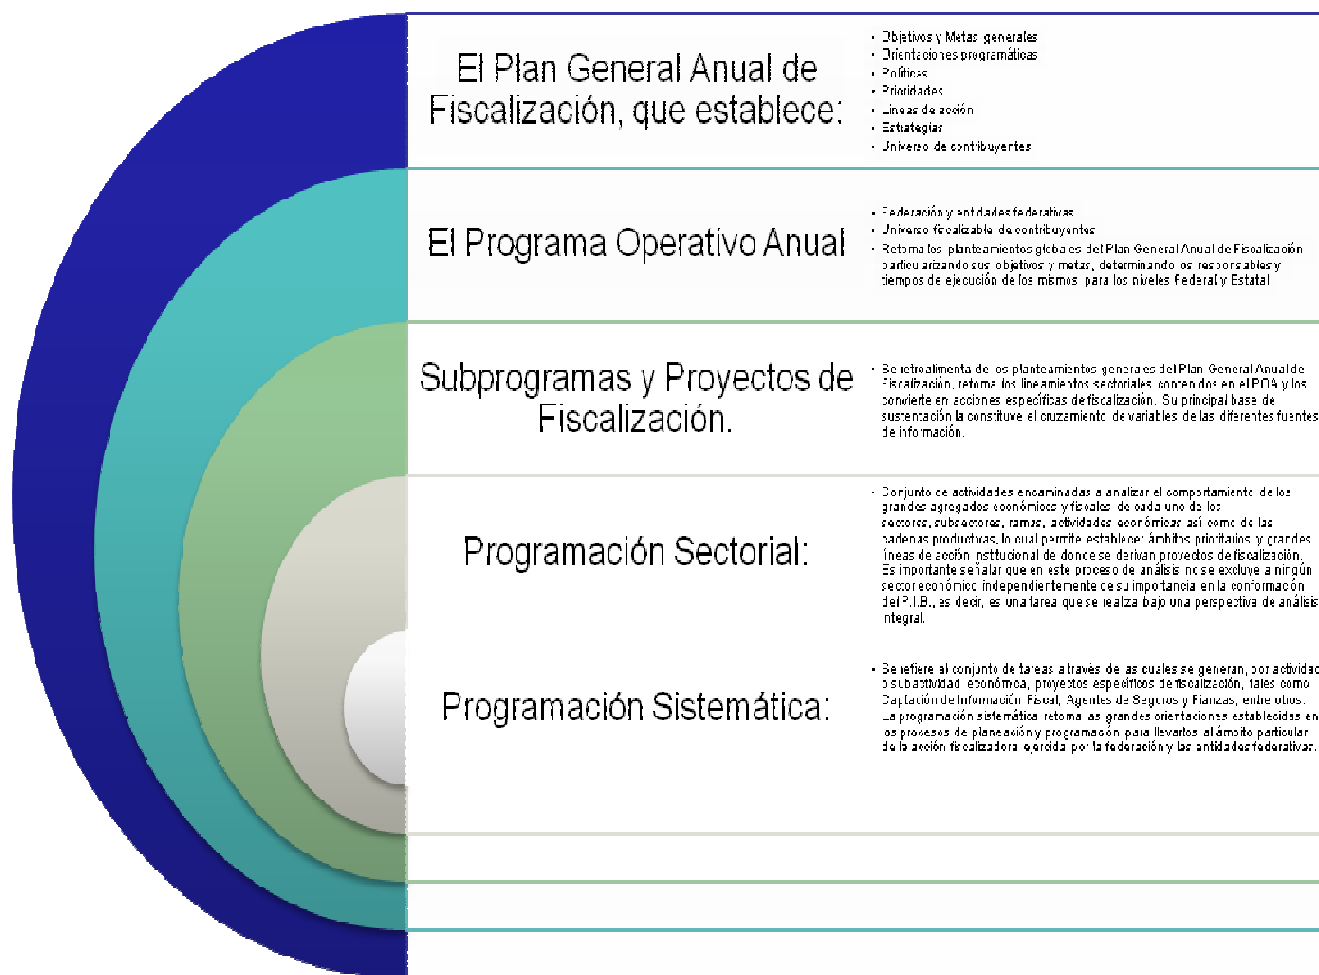 El Plan General Anual de
Fiscalización, que establece:
• Objetivos y Metas generales
• Orientaciones programáticas
• Políticas
• Prioridades
• Líneas de acción
• Estrategias
• Universo de contribuyentes
El Programa Operativo Anual
• Federación y entidades federativas
• Universo fiscalizable de contribuyentes
• Retoma los planteamientos globales del Plan General Anual de Fiscalización
particularizando sus objetivos y metas, determinando los responsables y
tiempos de ejecución de los mismos para los niveles Federal y Estatal
Subprogramas y Proyectos de
Fiscalización.
• Se retroalimenta de los planteamientos generales del Plan General Anual de
Fiscalización, retoma los lineamientos sectoriales contenidos en el POA y los
convierte en acciones específicas de fiscalización. Su principal base de
sustentación la constituye el cruzamiento de variables de las diferentes fuentes
de información.
Programación Sectorial:
• Conjunto de actividades encaminadas a analizar el comportamiento de los
grandes agregados económicos y fiscales de cada uno de los
sectores, subsectores, ramas, actividades económicas así como de las
cadenas productivas, lo cual permite establecer ámbitos prioritarios y grandes
líneas de acción institucional de donde se derivan proyectos de fiscalización.
Es importante señalar que en este proceso de análisis no se excluye a ningún
sector económico independientemente de su importancia en la conformación
del P.I.B., es decir, es una tarea que se realiza bajo una perspectiva de análisis
integral.
Programación Sistemática:
• Se refiere al conjunto de tareas a través de las cuales se generan, por actividad
o subactividad económica, proyectos específicos de fiscalización, tales como
Captación de Información Fiscal, Agentes de Seguros y Fianzas, entre otros.
La programación sistemática retoma las grandes orientaciones establecidas en
los procesos de planeación y programación para llevarlos al ámbito particular
de la acción fiscalizadora ejercida por la federación y las entidades federativas.